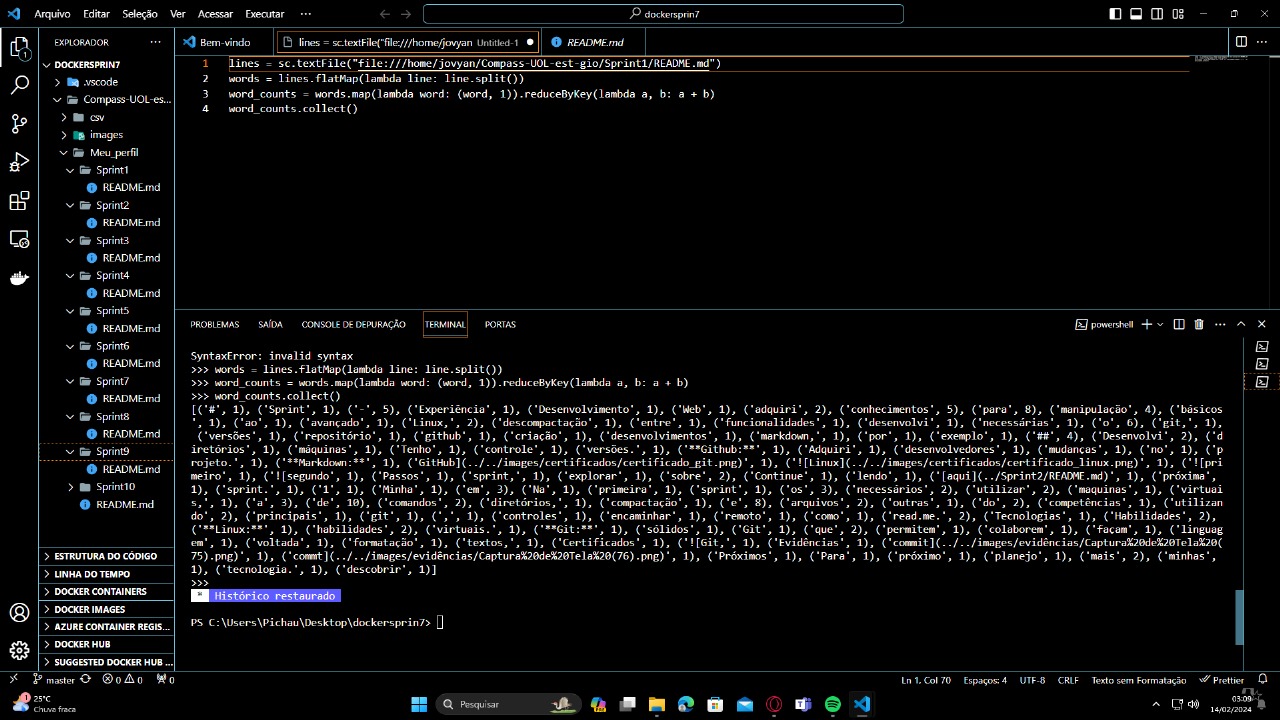 Arquivo Editar Seleção Ver Acessar Executar ··· dockersprin7
EXPLORADOR ···
DOCKERSPRIN7
.vscode
Compass-UOL-es...
csv
images
Meu_perfil
Sprint1
README.md
Sprint2
README.md
Sprint3
README.md
Sprint4
README.md
Sprint5
README.md
Sprint6
README.md
Sprint7
README.md
Sprint8
README.md
Sprint9
README.md
Sprint10
README.md
ESTRUTURA DO CÓDIGO
LINHA DO TEMPO
DOCKER CONTAINERS
DOCKER IMAGES
AZURE CONTAINER REGIS...
DOCKER HUB
SUGGESTED DOCKER HUB ...
Bem-vindo lines = sc.textFile("file:///home/jovyan Untitled-1 README.md
1 lines = sc.textFile("file:///home/jovyan/Compass-UOL-est-gio/Sprint1/README.md")
2 words = lines.flatMap(lambda line: line.split())
3 word_counts = words.map(lambda word: (word, 1)).reduceByKey(lambda a, b: a + b)
4 word_counts.collect()
PROBLEMAS SAÍDA CONSOLE DE DEPURAÇÃO TERMINAL PORTAS powershell
SyntaxError: invalid syntax
>>> words = lines.flatMap(lambda line: line.split())
>>> word_counts = words.map(lambda word: (word, 1)).reduceByKey(lambda a, b: a + b)
>>> word_counts.collect()
[('#', 1), ('Sprint', 1), ('-', 5), ('Experiência', 1), ('Desenvolvimento', 1), ('Web', 1), ('adquiri', 2), ('conhecimentos', 5), ('para', 8), ('manipulação', 4), ('básicos
', 1), ('ao', 1), ('avançado', 1), ('Linux,', 2), ('descompactação', 1), ('entre', 1), ('funcionalidades', 1), ('desenvolvi', 1), ('necessárias', 1), ('o', 6), ('git,', 1)
, ('versões', 1), ('repositório', 1), ('github', 1), ('criação', 1), ('desenvolvimentos', 1), ('markdown,', 1), ('por', 1), ('exemplo', 1), ('##', 4), ('Desenvolvi', 2), ('d
iretórios', 1), ('máquinas', 1), ('Tenho', 1), ('controle', 1), ('versões.', 1), ('**Github:**', 1), ('Adquiri', 1), ('desenvolvedores', 1), ('mudanças', 1), ('no', 1), ('p
rojeto.', 1), ('**Markdown:**', 1), ('GitHub](../../images/certificados/certificado_git.png)', 1), ('![Linux](../../images/certificados/certificado_linux.png)', 1), ('![pri
meiro', 1), ('![segundo', 1), ('Passos', 1), ('sprint,', 1), ('explorar', 1), ('sobre', 2), ('Continue', 1), ('lendo', 1), ('[aqui](../Sprint2/README.md)', 1), ('próxima',
1), ('sprint.', 1), ('1', 1), ('Minha', 1), ('em', 3), ('Na', 1), ('primeira', 1), ('sprint', 1), ('os', 3), ('necessários', 2), ('utilizar', 2), ('maquinas', 1), ('virtuai
s,', 1), ('a', 3), ('de', 10), ('comandos', 2), ('diretórios,', 1), ('compactação', 1), ('e', 8), ('arquivos', 2), ('outras', 1), ('do', 2), ('competências', 1), ('utilizan
do', 2), ('principais', 1), ('git', 1), (',', 1), ('controles', 1), ('encaminhar', 1), ('remoto', 1), ('como', 1), ('read.me.', 2), ('Tecnologias', 1), ('Habilidades', 2),
('**Linux:**', 1), ('habilidades', 2), ('virtuais.', 1), ('**Git:**', 1), ('sólidos', 1), ('Git', 1), ('que', 2), ('permitem', 1), ('colaborem', 1), ('façam', 1), ('linguag
em', 1), ('voltada', 1), ('formatação', 1), ('textos,', 1), ('Certificados', 1), ('![Git,', 1), ('Evidências', 1), ('commit](../../images/evidências/Captura%20de%20Tela%20(
75).png)', 1), ('commt](../../images/evidências/Captura%20de%20Tela%20(76).png)', 1), ('Próximos', 1), ('Para', 1), ('próximo', 1), ('planejo', 1), ('mais', 2), ('minhas',
1), ('tecnologia.', 1), ('descobrir', 1)]
>>>
* Histórico restaurado
PS C:\Users\Pichau\Desktop\dockersprin7>
master 0 0 0 Ln 1, Col 70 Espaços: 4 UTF-8 CRLF Texto sem Formatação Prettier
25°C
Chuva fraca
Pesquisar
03:09
14/02/2024